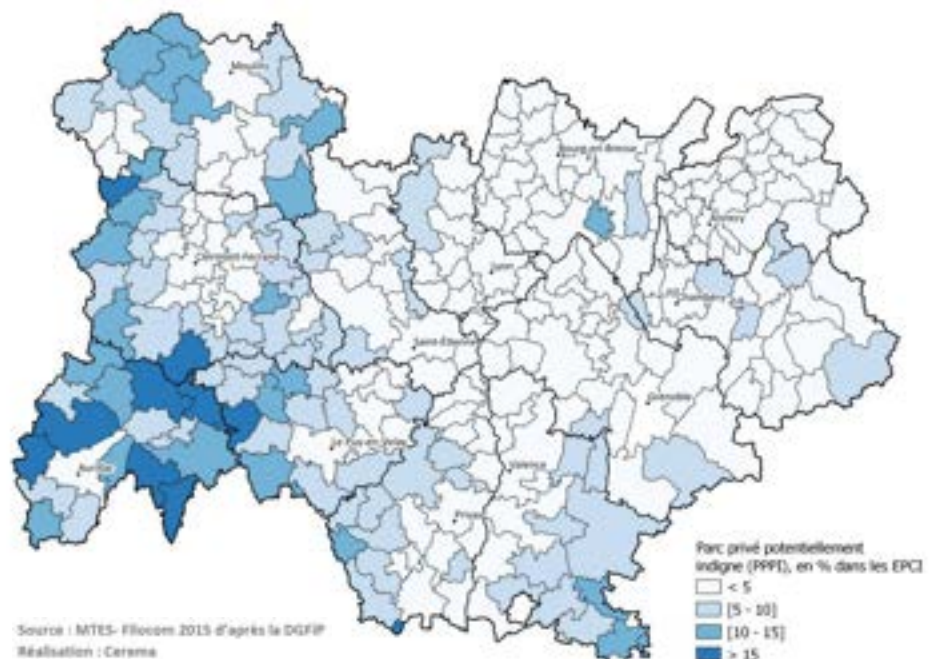 Moulins
Bourg-en-Bresse
Annecy
Clermont-Ferrand
Lyon
Chambéry
Saint-Étienne
Grenoble
Le Puy-en-Velay
Aurillac
Valence
Privas
Parc privé potentiellement
indigne (PPPI), en % dans les EPCI
< 5
[5 - 10]
[10 - 15]
> 15
Source : MTES- Filocom 2015 d'après la DGFiP
Réalisation : Cerema